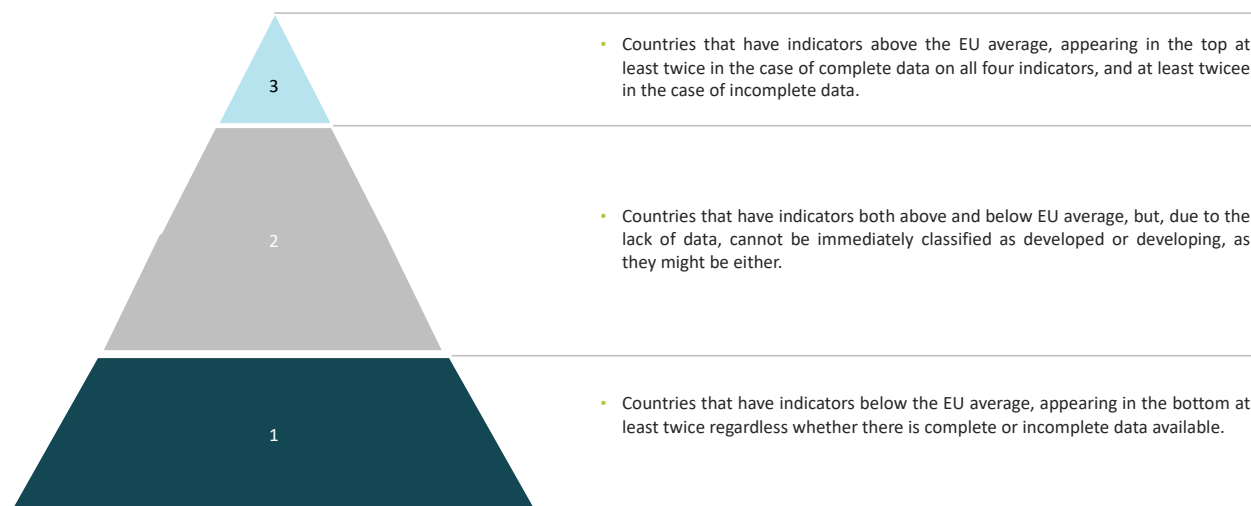 3
• Countries that have indicators above the EU average, appearing in the top at
least twice in the case of complete data on all four indicators, and at least twicee
in the case of incomplete data.
2
• Countries that have indicators both above and below EU average, but, due to the
lack of data, cannot be immediately classified as developed or developing, as
they might be either.
1
• Countries that have indicators below the EU average, appearing in the bottom at
least twice regardless whether there is complete or incomplete data available.